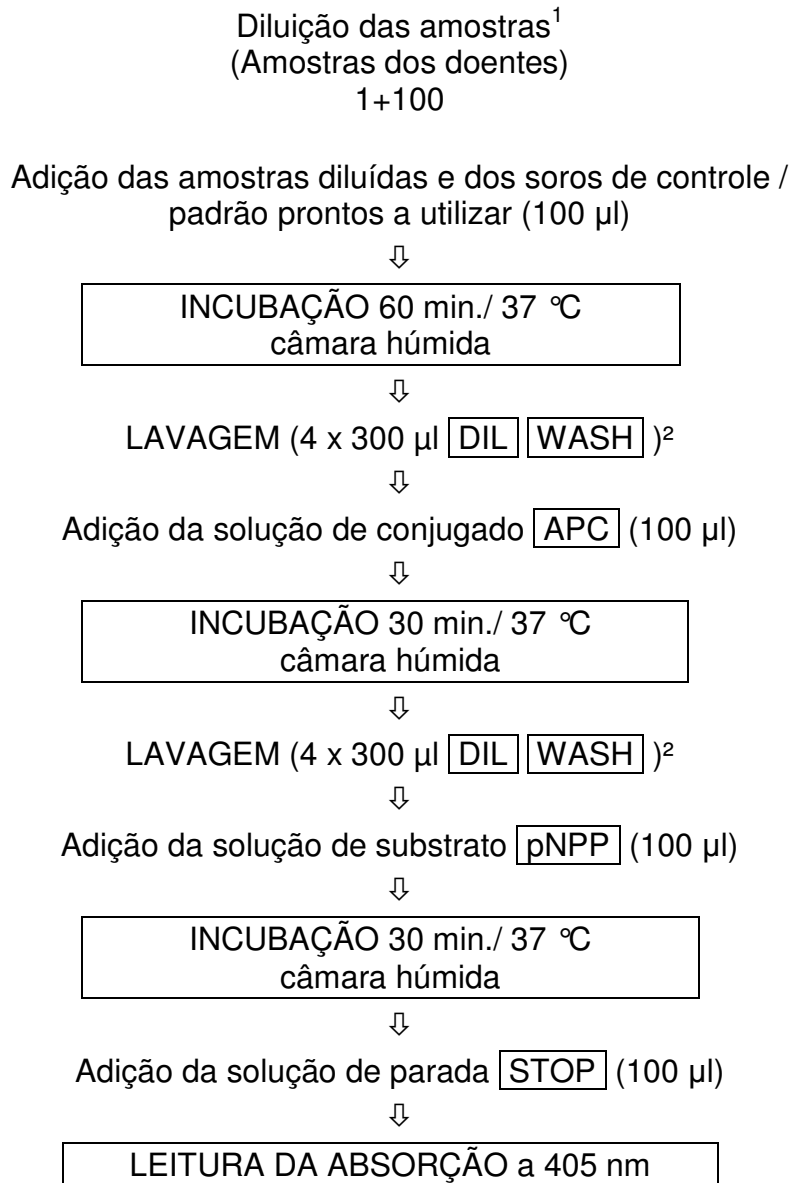 Diluição das amostras¹
(Amostras dos doentes)
1+100
Adição das amostras diluídas e dos soros de controle /
padrão prontos a utilizar (100 µl)
⇩
INCUBAÇÃO 60 min./ 37 °C
câmara húmida
⇩
LAVAGEM (4 x 300 µl DIL WASH )²
⇩
Adição da solução de conjugado APC (100 µl)
⇩
INCUBAÇÃO 30 min./ 37 °C
câmara húmida
⇩
LAVAGEM (4 x 300 µl DIL WASH )²
⇩
Adição da solução de substrato pNPP (100 µl)
⇩
INCUBAÇÃO 30 min./ 37 °C
câmara húmida
⇩
Adição da solução de parada STOP (100 µl)
⇩
LEITURA DA ABSORÇÃO a 405 nm